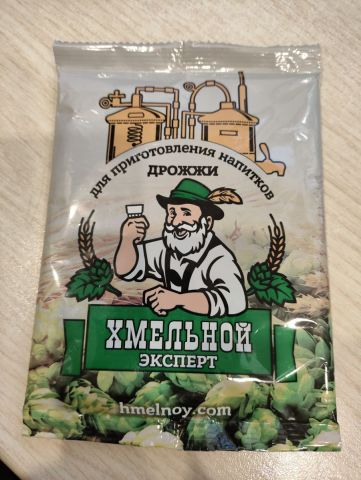 для приготовления напитков
ДРОЖЖИ
ХМЕЛЬНОЙ
ЭКСПЕРТ
hmelnoy.com